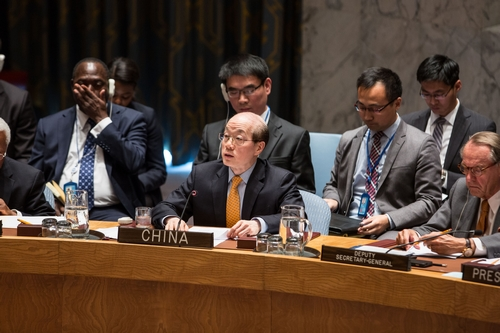 CHINA
DEPUTY
SECRETARY-GENERAL
PRES